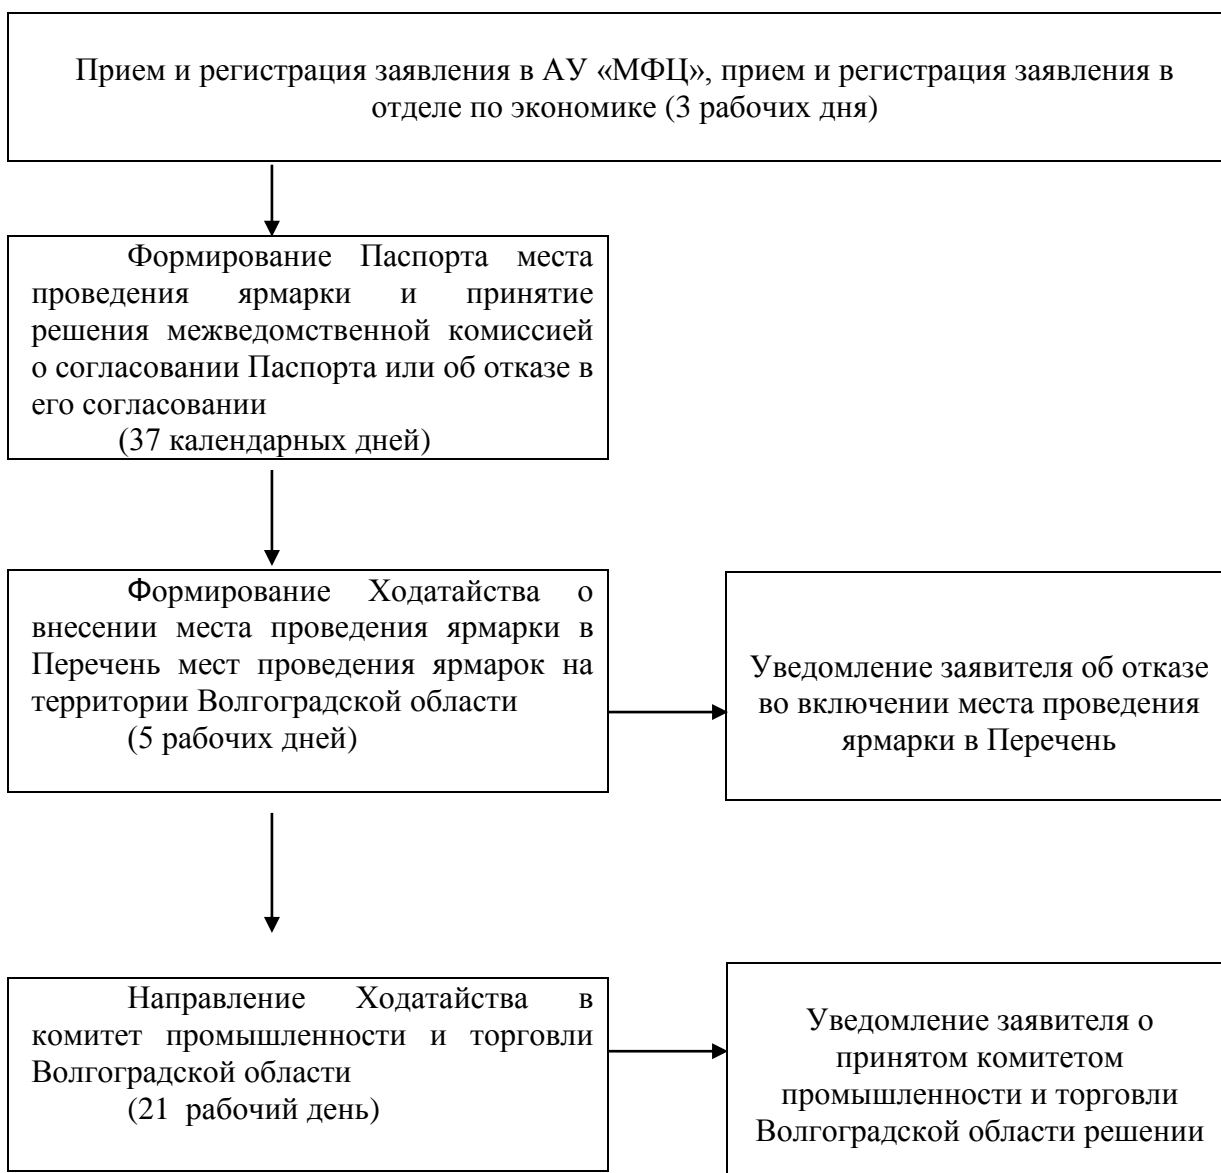 Прием и регистрация заявления в АУ «МФЦ», прием и регистрация заявления в
отделе по экономике (3 рабочих дня)
Формирование Паспорта места
проведения ярмарки и принятие
решения межведомственной комиссией
о согласовании Паспорта или об отказе в
его согласовании
(37 календарных дней)
Формирование Ходатайства о
внесении места проведения ярмарки в
Перечень мест проведения ярмарок на
территории Волгоградской области
(5 рабочих дней)
Уведомление заявителя об отказе
во включении места проведения
ярмарки в Перечень
Направление Ходатайства в
комитет промышленности и торговли
Волгоградской области
(21 рабочий день)
Уведомление заявителя о
принятом комитетом
промышленности и торговли
Волгоградской области решении